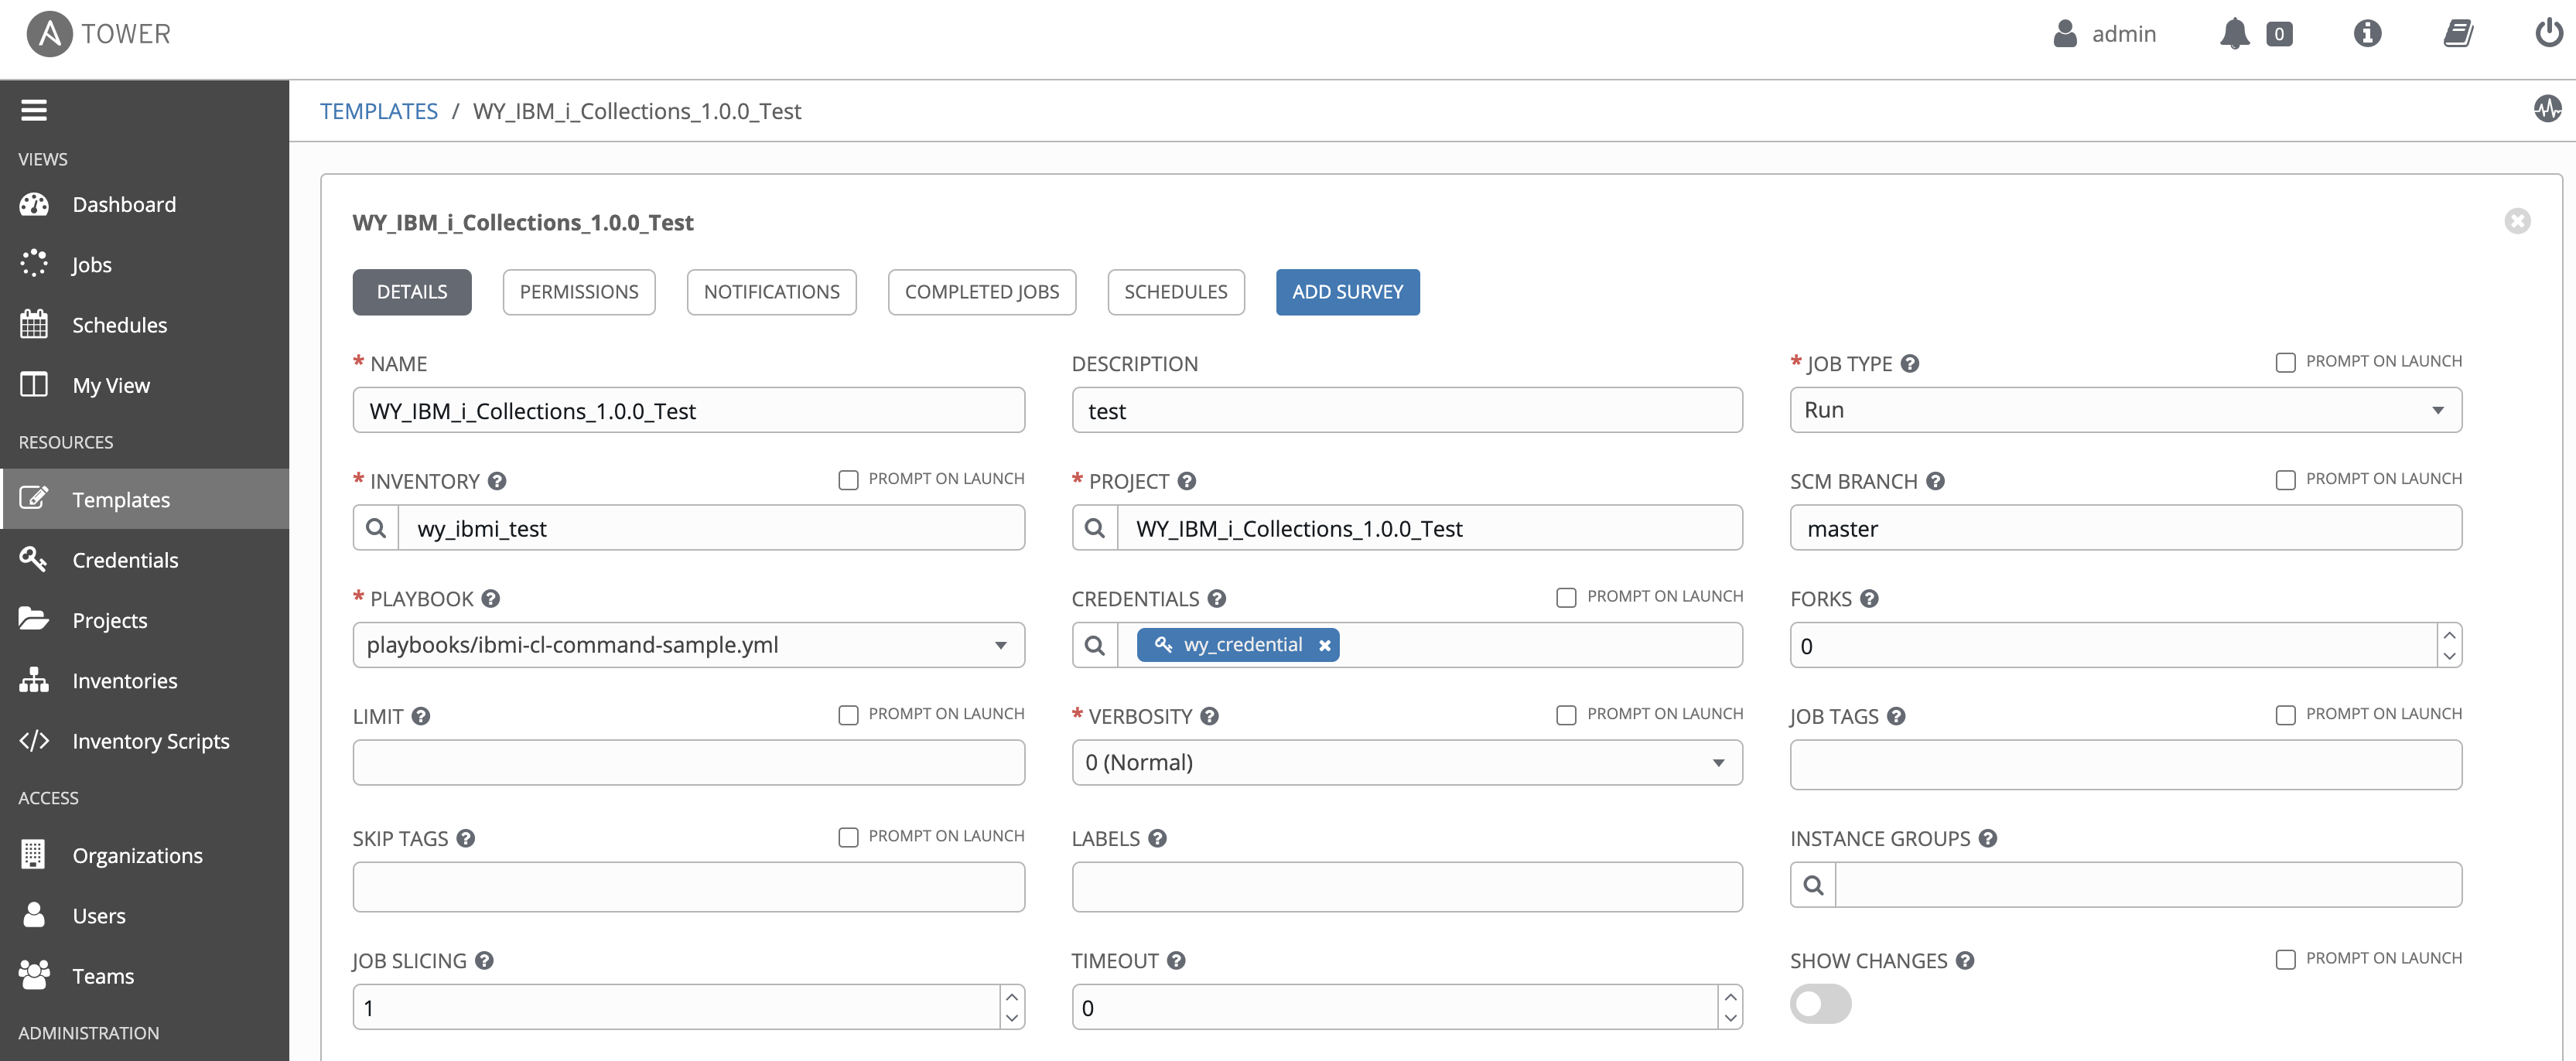 TOWER
admin
0
TEMPLATES / WY_IBM_i_Collections_1.0.0_Test
VIEWS
Dashboard
Jobs
Schedules
My View
RESOURCES
Templates
Credentials
Projects
Inventories
Inventory Scripts
ACCESS
Organizations
Users
Teams
ADMINISTRATION
WY_IBM_i_Collections_1.0.0_Test
DETAILS PERMISSIONS NOTIFICATIONS COMPLETED JOBS SCHEDULES ADD SURVEY
* NAME
WY_IBM_i_Collections_1.0.0_Test
DESCRIPTION
test
* JOB TYPE ? PROMPT ON LAUNCH
Run
* INVENTORY ? PROMPT ON LAUNCH
wy_ibmi_test
* PROJECT ?
WY_IBM_i_Collections_1.0.0_Test
SCM BRANCH ? PROMPT ON LAUNCH
master
* PLAYBOOK ?
playbooks/ibmi-cl-command-sample.yml
CREDENTIALS ? PROMPT ON LAUNCH
wy_credential
FORKS ?
0
LIMIT ? PROMPT ON LAUNCH
* VERBOSITY ? PROMPT ON LAUNCH
0 (Normal)
JOB TAGS ? PROMPT ON LAUNCH
SKIP TAGS ? PROMPT ON LAUNCH
LABELS ?
INSTANCE GROUPS ?
JOB SLICING ?
1
TIMEOUT ?
0
SHOW CHANGES ? PROMPT ON LAUNCH